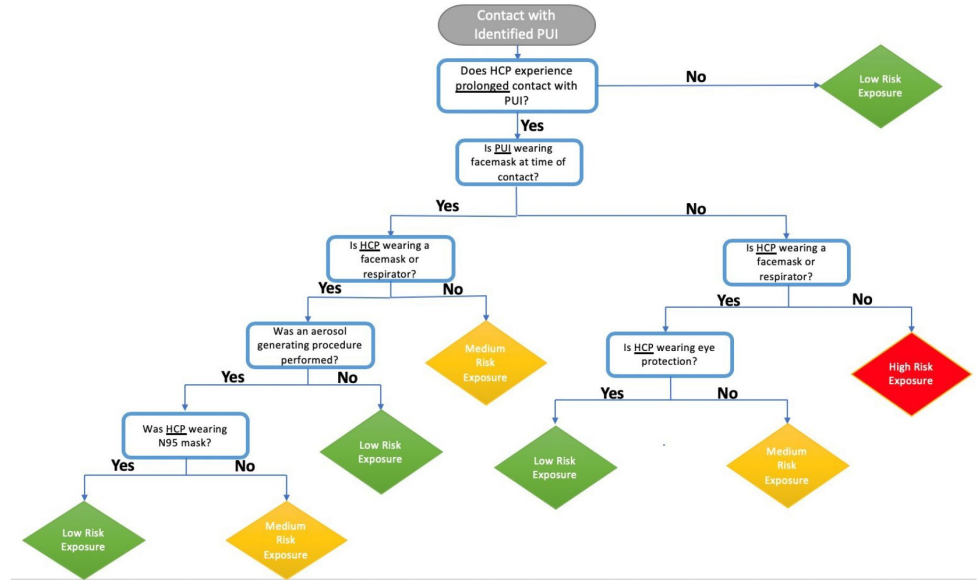 Contact with
Identified PUI
Does HCP experience
prolonged contact with
PUI?
No
Low Risk
Exposure
Yes
Is PUI wearing
facemask at time of
contact?
Yes
No
Is HCP wearing a
facemask or
respirator?
Is HCP wearing a
facemask or
respirator?
Yes
No
Yes
No
Was an aerosol
generating procedure
performed?
Medium
Risk
Exposure
Is HCP wearing eye
protection?
High Risk
Exposure
Yes
No
Yes
No
Was HCP wearing
N95 mask?
Low Risk
Exposure
Low Risk
Exposure
Medium
Risk
Exposure
Yes
No
Low Risk
Exposure
Medium
Risk
Exposure